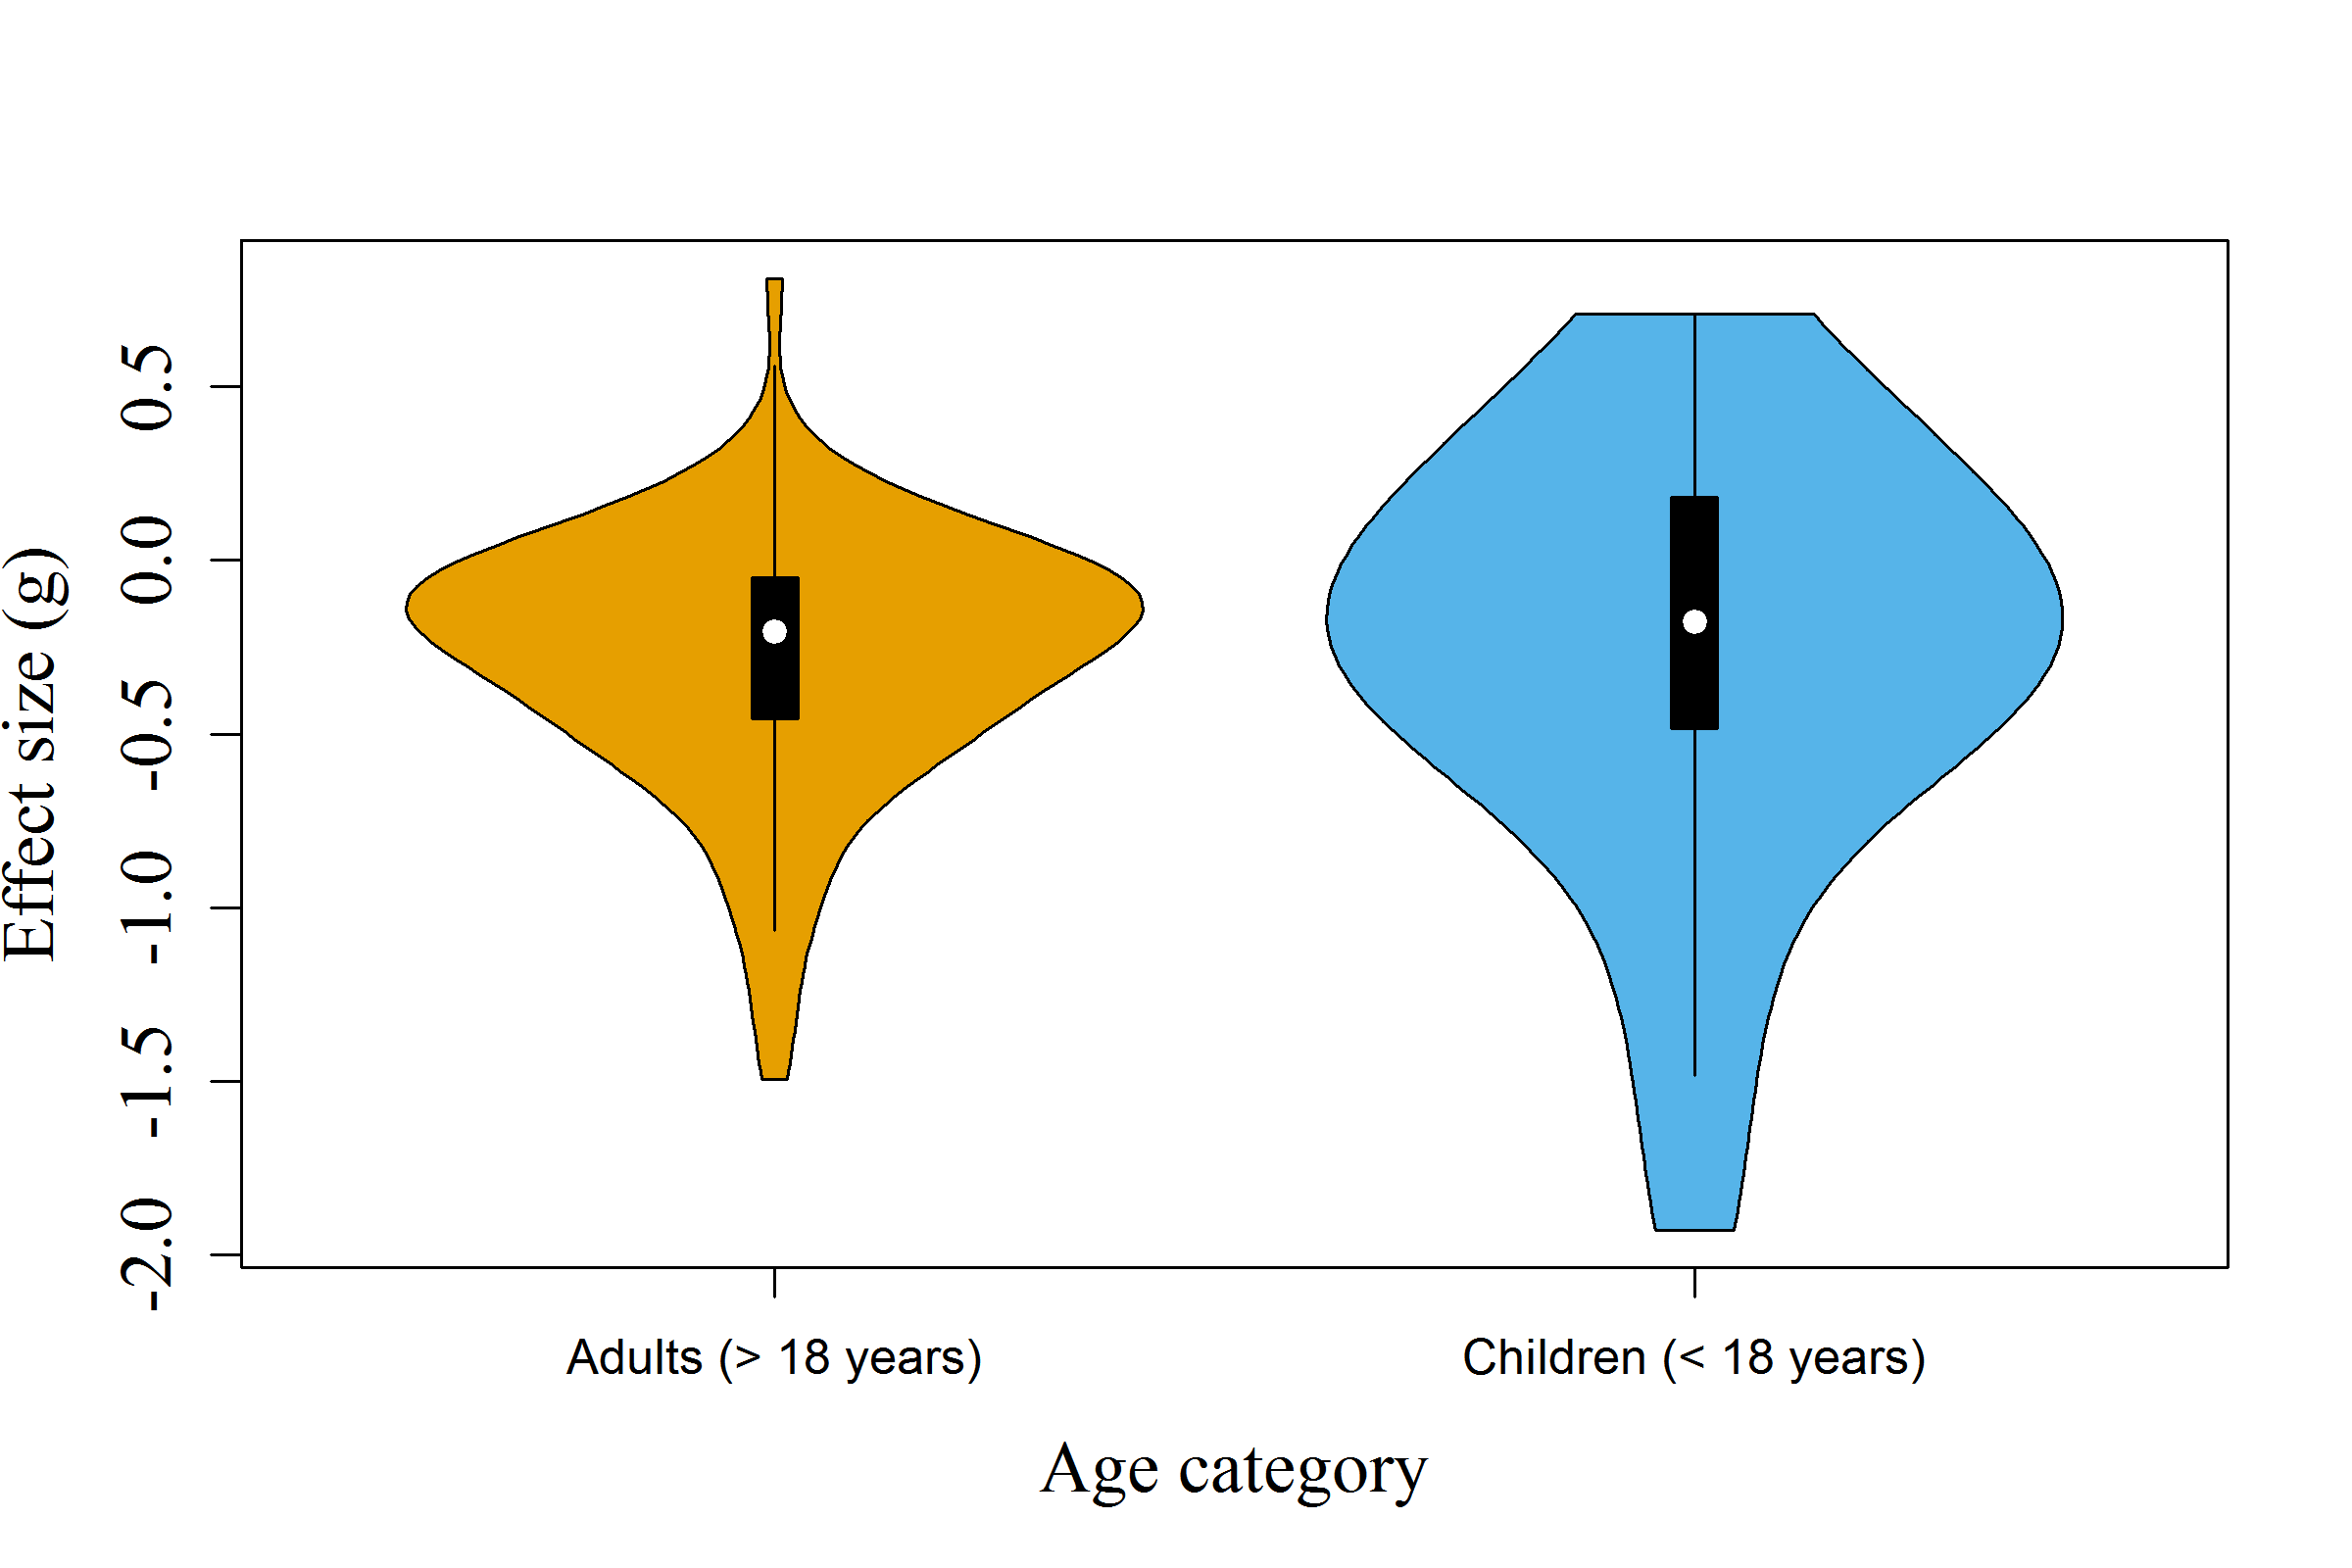 Effect size (g)
0.5
0.0
-0.5
-1.0
-1.5
-2.0
Adults (> 18 years)
Children (< 18 years)
Age category